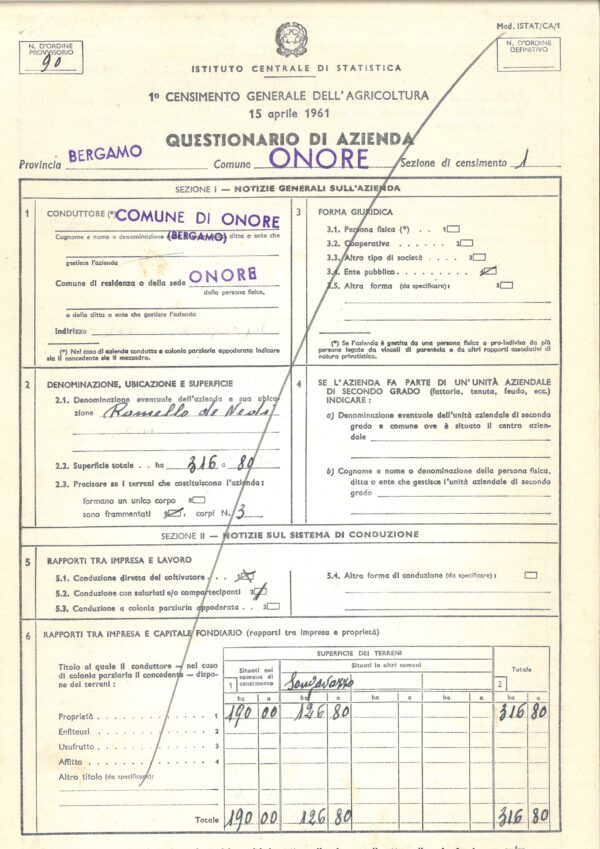 Mod. ISTAT/CA/1
N. D'ORDINE
PROVVISORIO
90
N. D'ORDINE
DEFINITIVO
ISTITUTO CENTRALE DI STATISTICA
1º CENSIMENTO GENERALE DELL'AGRICOLTURA
15 aprile 1961
QUESTIONARIO DI AZIENDA
Provincia BERGAMO Comune ONORE Sezione di censimento 1
SEZIONE I — NOTIZIE GENERALI SULL'AZIENDA
1 CONDUTTORE (*) COMUNE DI ONORE
(BERGAMO)
Cognome e nome o denominazione ditta o ente che
gestisce l'azienda
Comune di residenza o della sede ONORE
della persona fisica,
o della ditta o ente che gestisce l'azienda
Indirizzo
(*) Nel caso di azienda condotta a colonia parziaria appoderata indicare
sia il concedente sia il mezzadro.
3 FORMA GIURIDICA
3.1. Persona fisica (*) . . 1
3.2. Cooperativa . . . . . . 2
3.3. Altro tipo di società . . . 3
3.4. Ente pubblico . . . . . . 4
3.5. Altra forma (da specificare) : 5
(*) Se l'azienda è gestita da una persona fisica o pro-indiviso da più
persone legate da vincoli di parentela o da altri rapporti associativi di
natura privatistica.
2 DENOMINAZIONE, UBICAZIONE E SUPERFICIE
2.1. Denominazione eventuale dell'azienda e sua ubica-
zione Ramello de Nedi
2.2. Superficie totale . . ha 316 a 80
2.3. Precisare se i terreni che costituiscono l'azienda :
formano un unico corpo 8
sono frammentati 9 corpi N. 3
4 SE L'AZIENDA FA PARTE DI UN'UNITÀ AZIENDALE
DI SECONDO GRADO (fattoria, tenuta, feudo, ecc.)
INDICARE :
a) Denominazione eventuale dell'unità aziendale di secondo
grado e comune ove è situato il centro azien-
dale
b) Cognome e nome o denominazione della persona fisica,
ditta o ente che gestisce l'unità aziendale di secondo
grado
SEZIONE II — NOTIZIE SUL SISTEMA DI CONDUZIONE
5 RAPPORTI TRA IMPRESA E LAVORO
5.1. Conduzione diretta del coltivatore . . . 1
5.2. Conduzione con salariati e/o compartecipanti 2
5.3. Conduzione a colonia parziaria appoderata . . 3
5.4. Altra forma di conduzione (da specificare) :
6 RAPPORTI TRA IMPRESA E CAPITALE FONDIARIO (rapporti tra impresa e proprietà)
Titolo al quale il conduttore — nel caso
di colonia parziaria il concedente — dispo-
ne dei terreni :
SUPERFICIE DEI TERRENI
Situati nel
comune di
censimento
1
Situati in altri comuni
Songavazzo
Totale
2
ha a ha a ha a ha a ha a
Proprietà . . . . . . . . . . . . 1 190 00 126 80 316 80
Enfiteusi . . . . . . . . . . . . 2
Usufrutto . . . . . . . . . . . . 3
Affitto . . . . . . . . . . . . . 4
Altro titolo (da specificare):
Totale 190 00 126 80 316 80